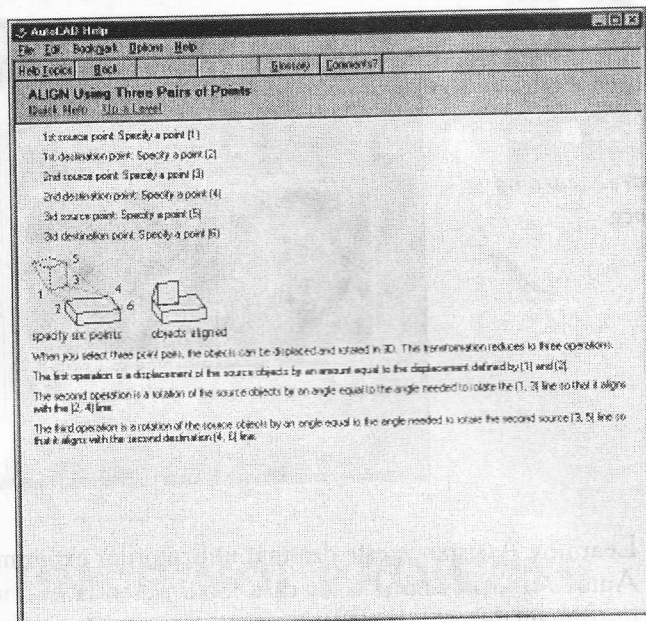 AutoCAD Help
File Edit Bookmark Options Help
Help Topics Back Glossary Comments?
ALIGN Using Three Pairs of Points
Quick Help Up a Level
1st source point: Specify a point (1)
1st destination point: Specify a point (2)
2nd source point: Specify a point (3)
2nd destination point: Specify a point (4)
3rd source point: Specify a point (5)
3rd destination point: Specify a point (6)
5
3
1
4
2
6
specify six points objects aligned
When you select three point pairs, the objects can be displaced and rotated in 3D. This transformation reduces to three operations.
The first operation is a displacement of the source objects by an amount equal to the displacement defined by (1) and (2).
The second operation is a rotation of the source objects by an angle equal to the angle needed to rotate the (1, 3) line so that it aligns
with the (2, 4) line.
The third operation is a rotation of the source objects by an angle equal to the angle needed to rotate the second source (3, 5) line so
that it aligns with the second destination (4, 6) line.